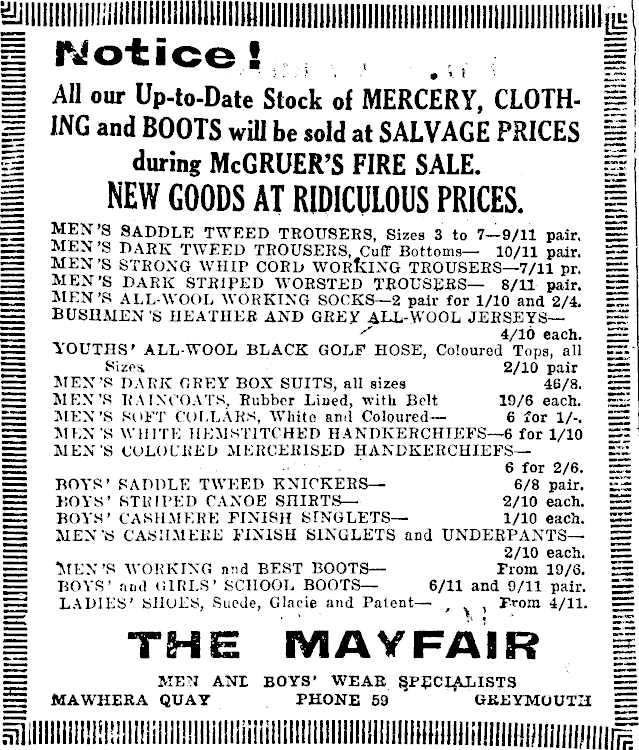 Notice!
All our Up-to-Date Stock of MERCERY, CLOTH-
ING and BOOTS will be sold at SALVAGE PRICES
during McGRUER'S FIRE SALE.
NEW GOODS AT RIDICULOUS PRICES.
MEN'S SADDLE TWEED TROUSERS, Sizes 3 to 7—9/11 pair.
MEN'S DARK TWEED TROUSERS, Cuff Bottoms— 10/11 pair.
MEN'S STRONG WHIP CORD WORKING TROUSERS—7/11 pr.
MEN'S DARK STRIPED WORSTED TROUSERS— 8/11 pair.
MEN'S ALL-WOOL WORKING SOCKS—2 pair for 1/10 and 2/4.
BUSHMEN'S HEATHER AND GREY ALL-WOOL JERSEYS—
4/10 each.
YOUTHS' ALL-WOOL BLACK GOLF HOSE, Coloured Tops, all
Sizes 2/10 pair
MEN'S DARK GREY BOX SUITS, all sizes 46/8.
MEN'S RAINCOATS, Rubber Lined, with Belt 19/6 each.
MEN'S SOFT COLLARS, White and Coloured— 6 for 1/-.
MEN'S WHITE HEMSTITCHED HANDKERCHIEFS—6 for 1/10
MEN'S COLOURED MERCERISED HANDKERCHIEFS—
6 for 2/6.
BOYS' SADDLE TWEED KNICKERS— 6/8 pair.
BOYS' STRIPED CANOE SHIRTS— 2/10 each.
BOYS' CASHMERE FINISH SINGLETS— 1/10 each.
MEN'S CASHMERE FINISH SINGLETS and UNDERPANTS—
2/10 each.
MEN'S WORKING and BEST BOOTS— From 19/6.
BOYS' and GIRLS' SCHOOL BOOTS— 6/11 and 9/11 pair.
LADIES' SHOES, Suede, Glacie and Patent— From 4/11.
THE MAYFAIR
MEN AND BOYS' WEAR SPECIALISTS
MAWHERA QUAY PHONE 59 GREYMOUTH